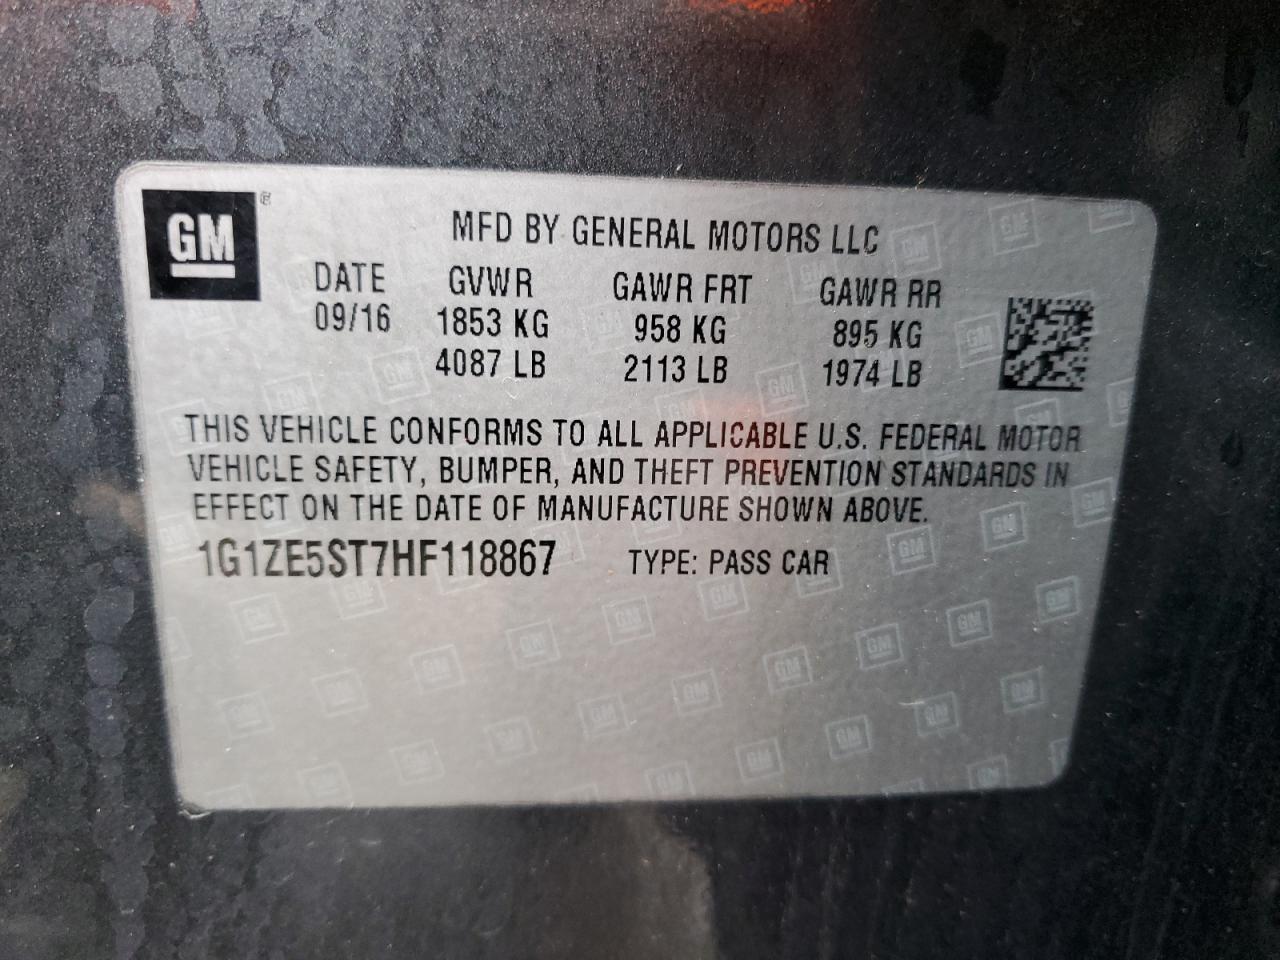 GM®
MFD BY GENERAL MOTORS LLC
DATE GVWR GAWR FRT GAWR RR
09/16 1853 KG 958 KG 895 KG
4087 LB 2113 LB 1974 LB
THIS VEHICLE CONFORMS TO ALL APPLICABLE U.S. FEDERAL MOTOR
VEHICLE SAFETY, BUMPER, AND THEFT PREVENTION STANDARDS IN
EFFECT ON THE DATE OF MANUFACTURE SHOWN ABOVE.
1G1ZE5ST7HF118867 TYPE: PASS CAR